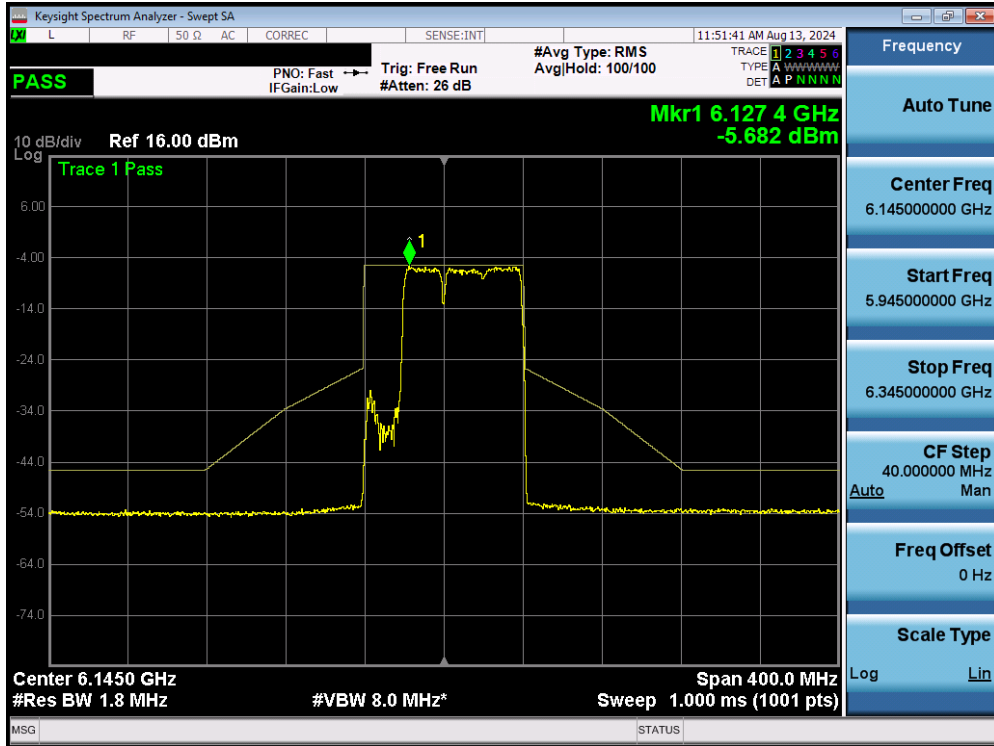 Keysight Spectrum Analyzer - Swept SA
LXI L RF 50 Ω AC CORREC SENSE:INT 11:51:41 AM Aug 13, 2024
PASS
PNO: Fast
IFGain:Low
Trig: Free Run
#Atten: 26 dB
#Avg Type: RMS
Avg|Hold: 100/100
TRACE 1 2 3 4 5 6
TYPE A W W W W W
DET A P N N N N
Mkr1 6.127 4 GHz
-5.682 dBm
10 dB/div Ref 16.00 dBm
Log
Trace 1 Pass
1
6.00
-4.00
-14.0
-24.0
-34.0
-44.0
-54.0
-64.0
-74.0
Center 6.1450 GHz Span 400.0 MHz
#Res BW 1.8 MHz #VBW 8.0 MHz* Sweep 1.000 ms (1001 pts)
MSG STATUS
Frequency
Auto Tune
Center Freq
6.145000000 GHz
Start Freq
5.945000000 GHz
Stop Freq
6.345000000 GHz
CF Step
40.000000 MHz
Auto Man
Freq Offset
0 Hz
Scale Type
Log Lin